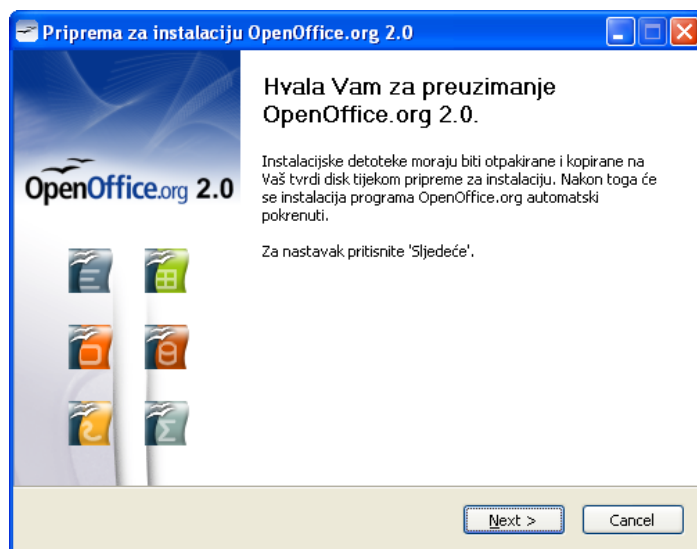 Priprema za instalaciju OpenOffice.org 2.0
OpenOffice.org 2.0
Hvala Vam za preuzimanje
OpenOffice.org 2.0.
Instalacijske detoteke moraju biti otpakirane i kopirane na
Vaš tvrdi disk tijekom pripreme za instalaciju. Nakon toga će
se instalacija programa OpenOffice.org automatski
pokrenuti.
Za nastavak pritisnite 'Sljedeće'.
Next >
Cancel